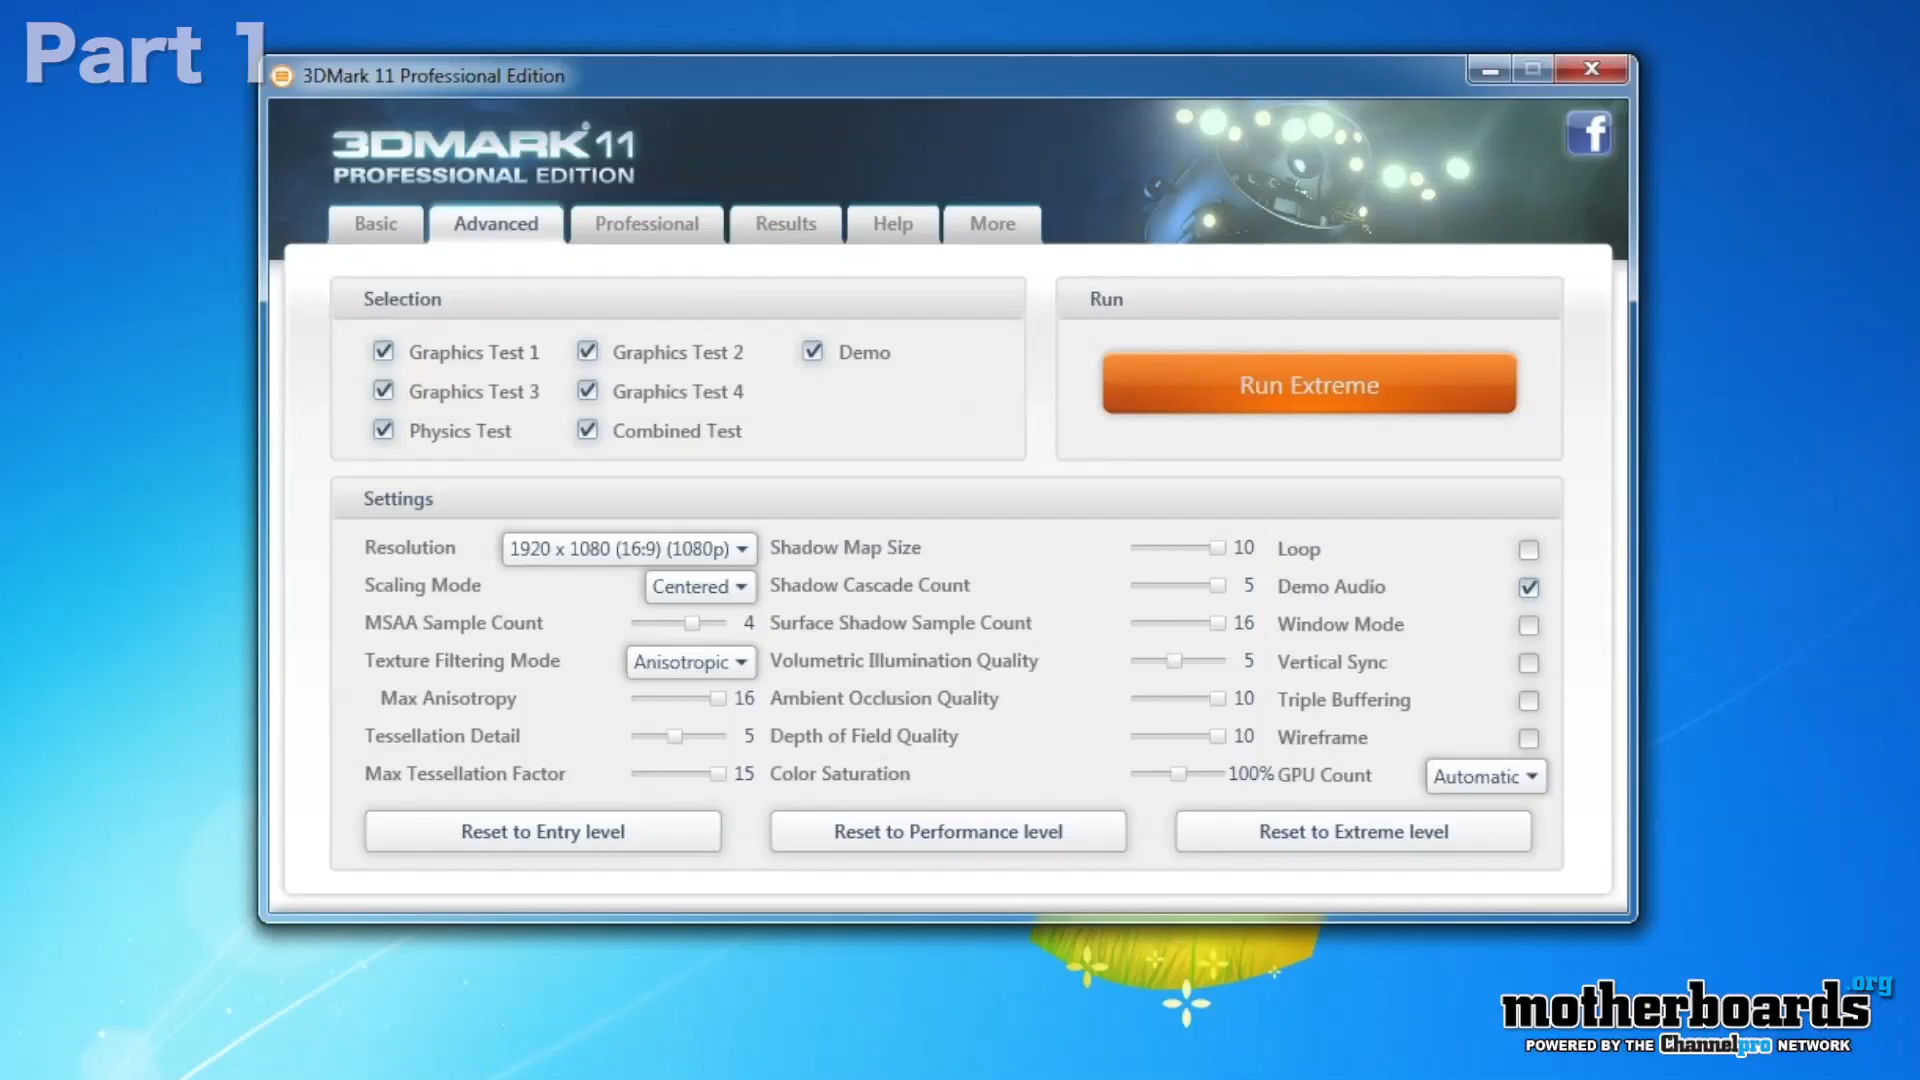 Part 1
3DMark 11 Professional Edition
3DMARK 11
PROFESSIONAL EDITION
f
Basic Advanced Professional Results Help More
Selection
Graphics Test 1 Graphics Test 2 Demo
Graphics Test 3 Graphics Test 4
Physics Test Combined Test
Run
Run Extreme
Settings
Resolution 1920 x 1080 (16:9) (1080p) Shadow Map Size 10 Loop
Scaling Mode Centered Shadow Cascade Count 5 Demo Audio
MSAA Sample Count 4 Surface Shadow Sample Count 16 Window Mode
Texture Filtering Mode Anisotropic Volumetric Illumination Quality 5 Vertical Sync
Max Anisotropy 16 Ambient Occlusion Quality 10 Triple Buffering
Tessellation Detail 5 Depth of Field Quality 10 Wireframe
Max Tessellation Factor 15 Color Saturation 100% GPU Count Automatic
Reset to Entry level Reset to Performance level Reset to Extreme level
motherboards.org
POWERED BY THE Channelpro NETWORK